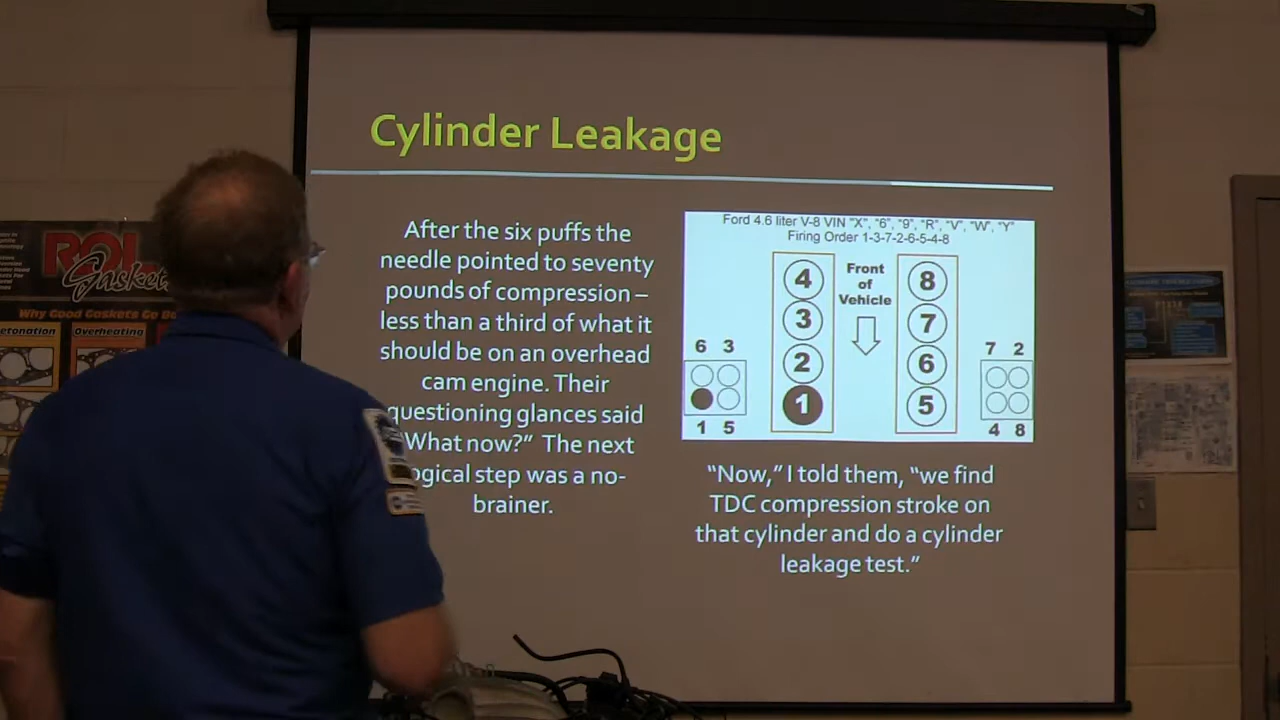 Cylinder Leakage
After the six puffs the
needle pointed to seventy
pounds of compression –
less than a third of what it
should be on an overhead
cam engine. Their
questioning glances said
"What now?" The next
logical step was a no-
brainer.
Ford 4.6 liter V-8 VIN "X", "6", "9", "R", "V", "W", "Y"
Firing Order 1-3-7-2-6-5-4-8
4
3
2
1
Front
of
Vehicle
8
7
6
5
6 3
1 5
7 2
4 8
"Now," I told them, "we find
TDC compression stroke on
that cylinder and do a cylinder
leakage test."
ROL
Gasket
Why Good Gaskets Go
Overheating